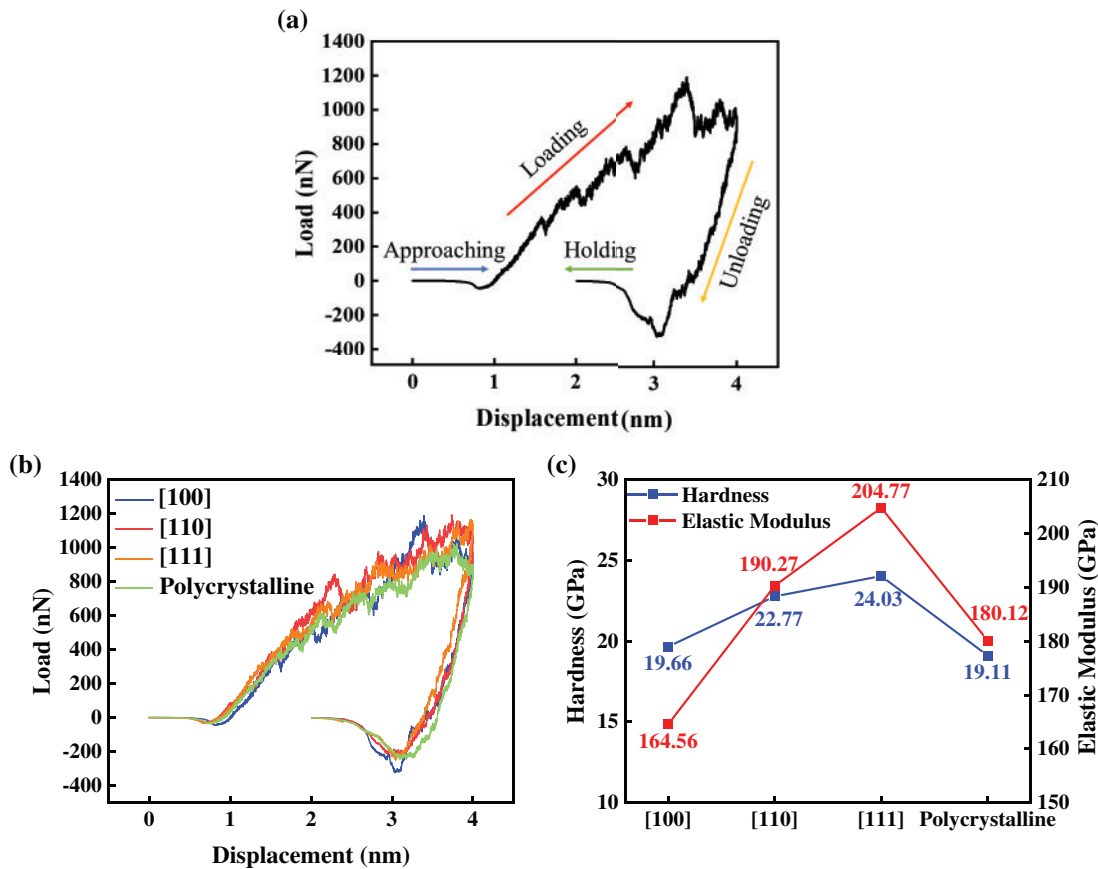 (a)
1400
1200
1000
800
600
400
200
0
-200
-400
Load (nN)
Loading
Approaching
Holding
Unloading
0 1 2 3 4
Displacement (nm)
(b)
1400
1200
1000
800
600
400
200
0
-200
-400
Load (nN)
[100]
[110]
[111]
Polycrystalline
0 1 2 3 4
Displacement (nm)
(c)
30
25
20
15
10
Hardness (GPa)
Hardness
Elastic Modulus
204.77
190.27
180.12
164.56
19.66
22.77
24.03
19.11
210
200
190
180
170
160
150
Elastic Modulus (GPa)
[100] [110] [111] Polycrystalline